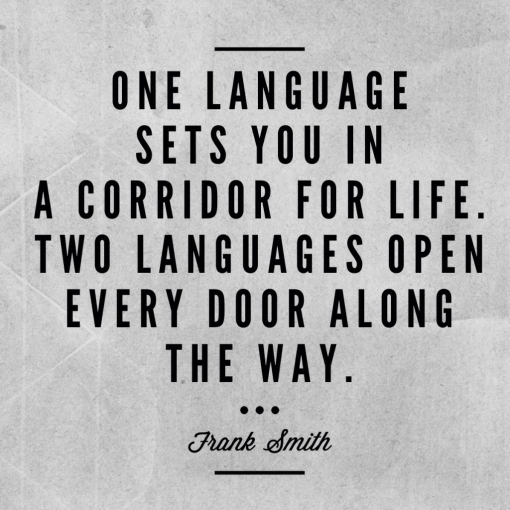 ONE LANGUAGE
SETS YOU IN
A CORRIDOR FOR LIFE.
TWO LANGUAGES OPEN
EVERY DOOR ALONG
THE WAY.
...
Frank Smith